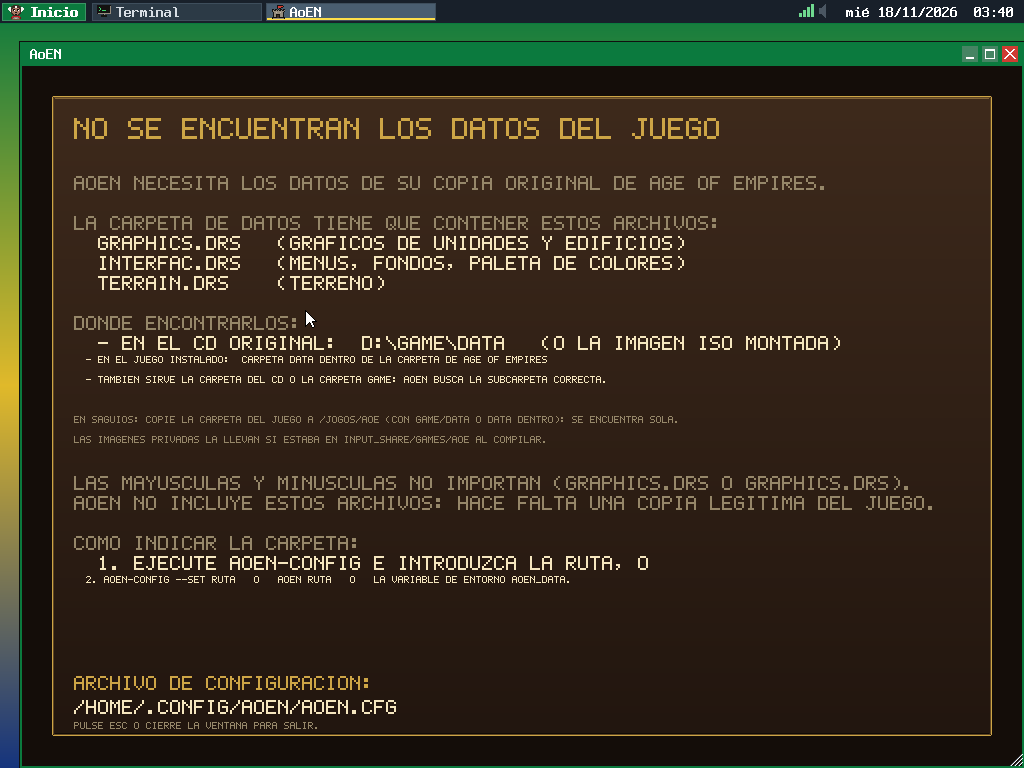 Inicio
Terminal
AoEN
mié 18/11/2026 03:40
AoEN
NO SE ENCUENTRAN LOS DATOS DEL JUEGO
AOEN NECESITA LOS DATOS DE SU COPIA ORIGINAL DE AGE OF EMPIRES.
LA CARPETA DE DATOS TIENE QUE CONTENER ESTOS ARCHIVOS:
GRAPHICS.DRS (GRAFICOS DE UNIDADES Y EDIFICIOS)
INTERFAC.DRS (MENUS, FONDOS, PALETA DE COLORES)
TERRAIN.DRS (TERRENO)
DONDE ENCONTRARLOS:
- EN EL CD ORIGINAL: D:\GAME\DATA (O LA IMAGEN ISO MONTADA)
- EN EL JUEGO INSTALADO: CARPETA DATA DENTRO DE LA CARPETA DE AGE OF EMPIRES
- TAMBIEN SIRVE LA CARPETA DEL CD O LA CARPETA GAME: AOEN BUSCA LA SUBCARPETA CORRECTA.
EN SAGUIOS: COPIE LA CARPETA DEL JUEGO A /JOGOS/AOE (CON GAME/DATA O DATA DENTRO): SE ENCUENTRA SOLA.
LAS IMAGENES PRIVADAS LA LLEVAN SI ESTABA EN INPUT_SHARE/GAMES/AOE AL COMPILAR.
LAS MAYUSCULAS Y MINUSCULAS NO IMPORTAN (GRAPHICS.DRS O GRAPHICS.DRS).
AOEN NO INCLUYE ESTOS ARCHIVOS: HACE FALTA UNA COPIA LEGITIMA DEL JUEGO.
COMO INDICAR LA CARPETA:
1. EJECUTE AOEN-CONFIG E INTRODUZCA LA RUTA, O
2. AOEN-CONFIG --SET RUTA O AOEN RUTA O LA VARIABLE DE ENTORNO AOEN_DATA.
ARCHIVO DE CONFIGURACION:
/HOME/.CONFIG/AOEN/AOEN.CFG
PULSE ESC O CIERRE LA VENTANA PARA SALIR.